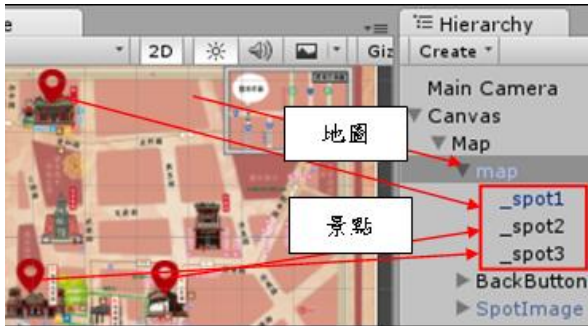 Hierarchy
2D
Giz
Create
Main Camera
Canvas
Map
map
_spot1
_spot2
_spot3
BackButton
SpotImage
地圖
景點